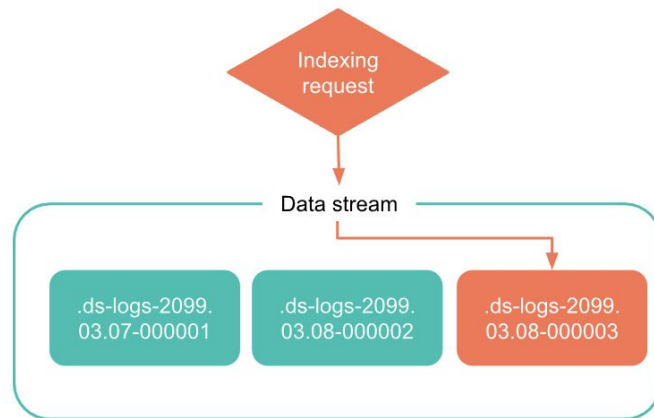 Indexing
request
Data stream
.ds-logs-2099.
03.07-000001
.ds-logs-2099.
03.08-000002
.ds-logs-2099.
03.08-000003